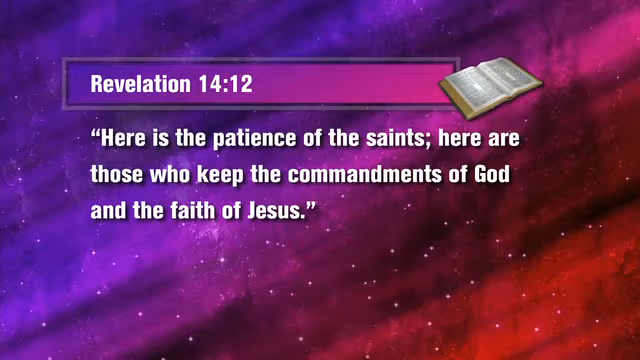 Revelation 14:12
“Here is the patience of the saints; here are
those who keep the commandments of God
and the faith of Jesus.”